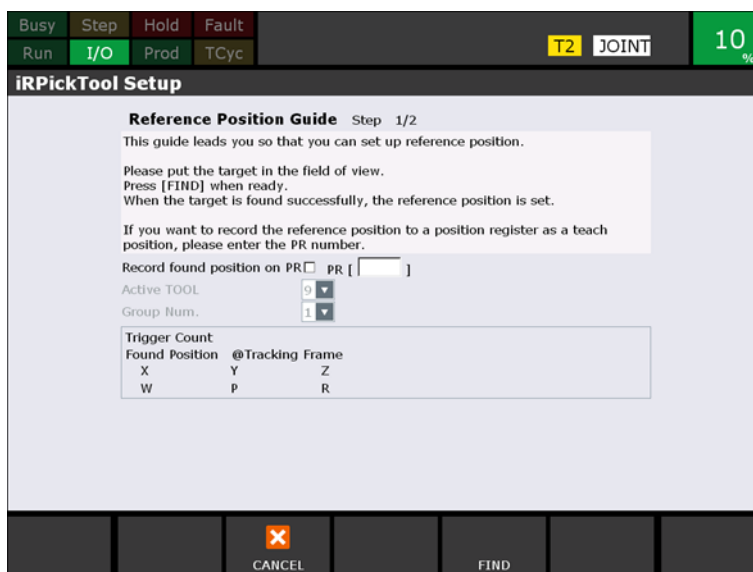 Busy Step Hold Fault
Run I/O Prod TCyc
T2 JOINT
10 %
iRPickTool Setup
Reference Position Guide Step 1/2
This guide leads you so that you can set up reference position.
Please put the target in the field of view.
Press [FIND] when ready.
When the target is found successfully, the reference position is set.
If you want to record the reference position to a position register as a teach
position, please enter the PR number.
Record found position on PR PR [ ]
Active TOOL 9
Group Num. 1
Trigger Count
Found Position @Tracking Frame
X Y Z
W P R
CANCEL FIND